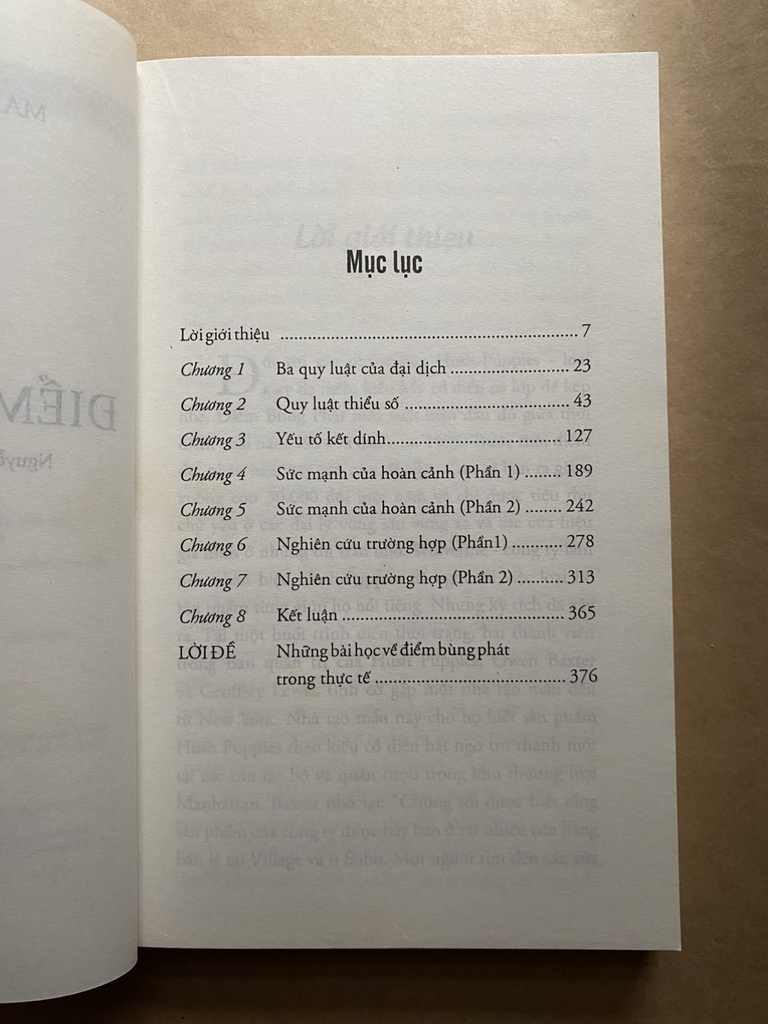 Mục lục
Lời giới thiệu ........................................................... 7
Chương 1 Ba quy luật của đại dịch ........................ 23
Chương 2 Quy luật thiểu số ................................. 43
Chương 3 Yếu tố kết dính................................... 127
Chương 4 Sức mạnh của hoàn cảnh (Phần 1) ........ 189
Chương 5 Sức mạnh của hoàn cảnh (Phần 2) ........ 242
Chương 6 Nghiên cứu trường hợp (Phần1) ........... 278
Chương 7 Nghiên cứu trường hợp (Phần 2) .......... 313
Chương 8 Kết luận ............................................. 365
LỜI ĐỀ Những bài học về điểm bùng phát
trong thực tế ...................................... 376